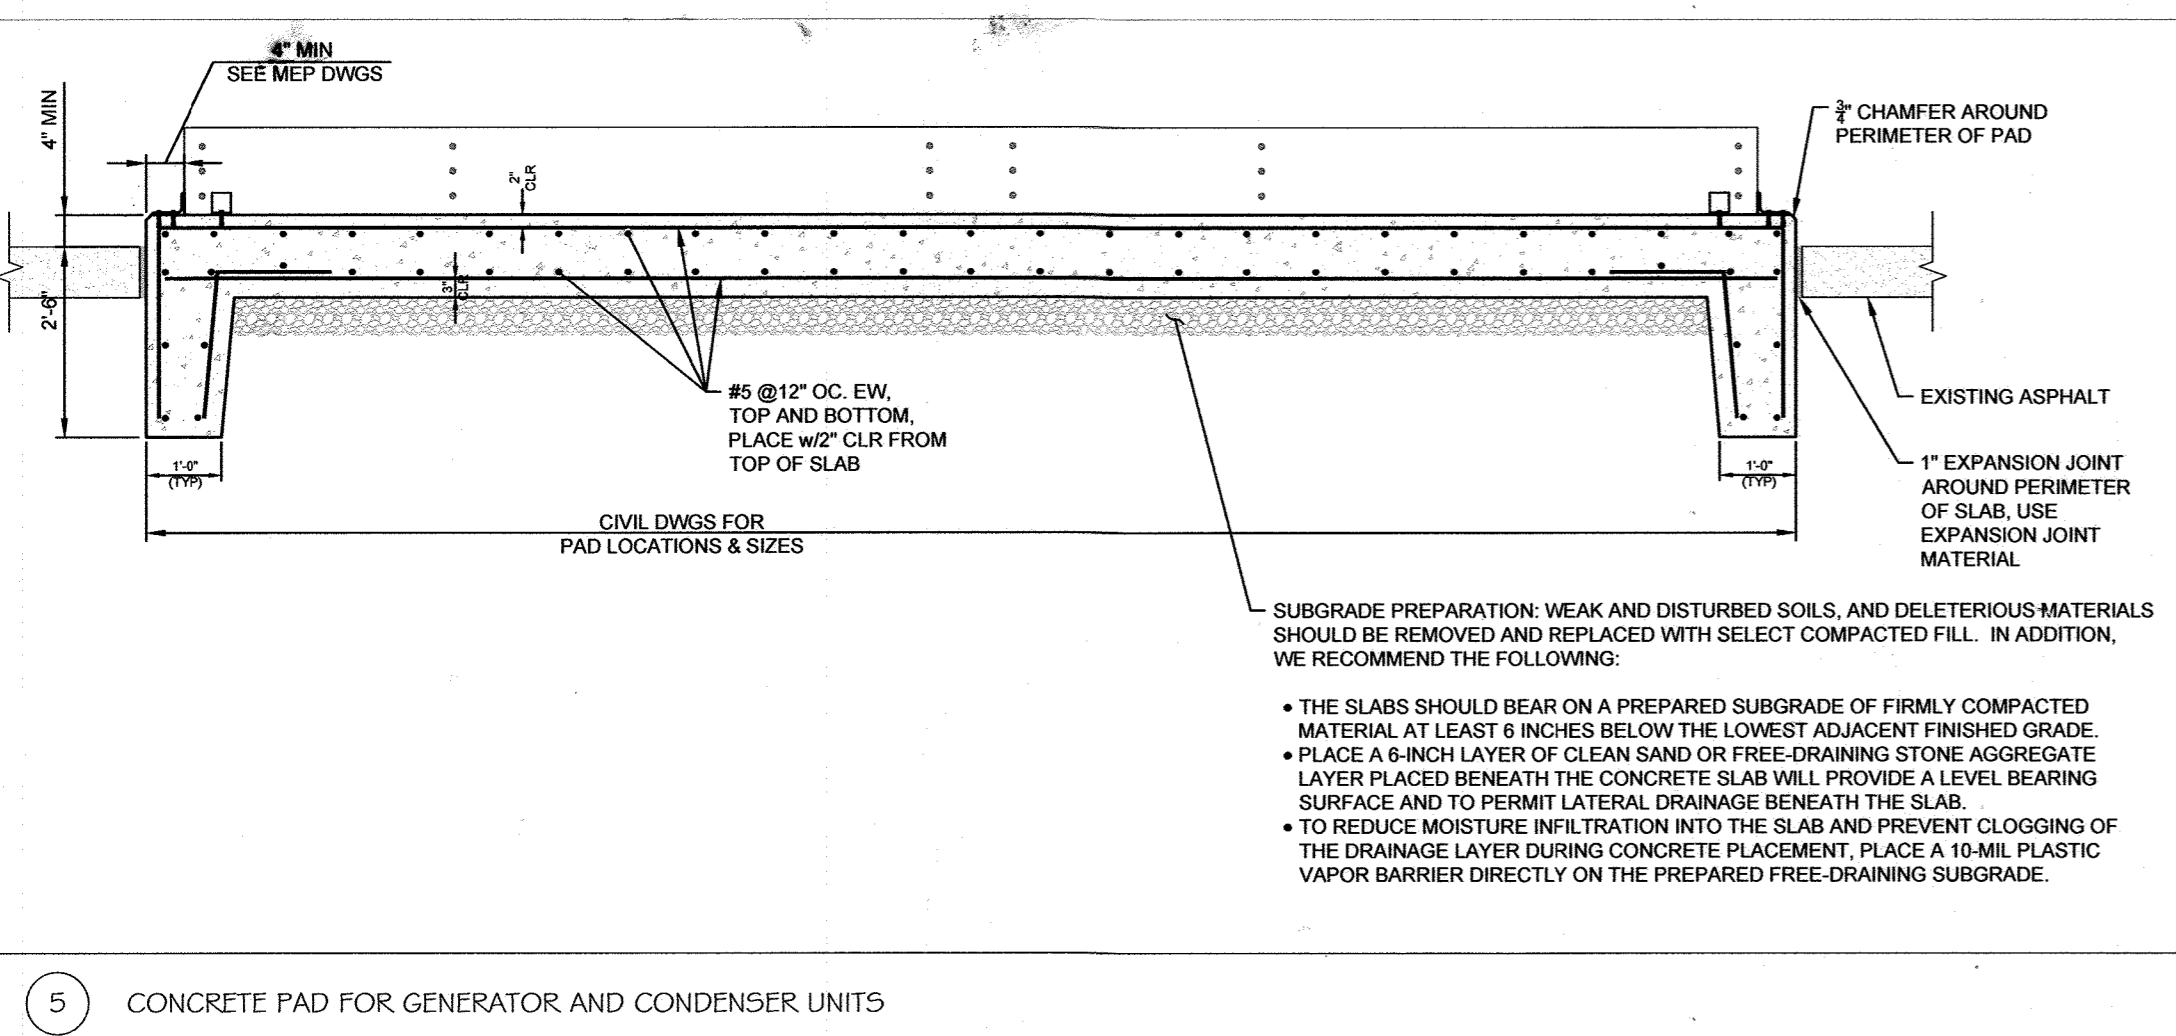 4" MIN
SEE MEP DWGS
4" MIN
2'-6"
2" CLR
3" CLR
3/4" CHAMFER AROUND
PERIMETER OF PAD
#5 @12" OC. EW,
TOP AND BOTTOM,
PLACE w/2" CLR FROM
TOP OF SLAB
EXISTING ASPHALT
1" EXPANSION JOINT
AROUND PERIMETER
OF SLAB, USE
EXPANSION JOINT
MATERIAL
1'-0"
(TYP)
1'-0"
(TYP)
CIVIL DWGS FOR
PAD LOCATIONS & SIZES
SUBGRADE PREPARATION: WEAK AND DISTURBED SOILS, AND DELETERIOUS MATERIALS
SHOULD BE REMOVED AND REPLACED WITH SELECT COMPACTED FILL. IN ADDITION,
WE RECOMMEND THE FOLLOWING:
• THE SLABS SHOULD BEAR ON A PREPARED SUBGRADE OF FIRMLY COMPACTED
MATERIAL AT LEAST 6 INCHES BELOW THE LOWEST ADJACENT FINISHED GRADE.
• PLACE A 6-INCH LAYER OF CLEAN SAND OR FREE-DRAINING STONE AGGREGATE
LAYER PLACED BENEATH THE CONCRETE SLAB WILL PROVIDE A LEVEL BEARING
SURFACE AND TO PERMIT LATERAL DRAINAGE BENEATH THE SLAB.
• TO REDUCE MOISTURE INFILTRATION INTO THE SLAB AND PREVENT CLOGGING OF
THE DRAINAGE LAYER DURING CONCRETE PLACEMENT, PLACE A 10-MIL PLASTIC
VAPOR BARRIER DIRECTLY ON THE PREPARED FREE-DRAINING SUBGRADE.
5 CONCRETE PAD FOR GENERATOR AND CONDENSER UNITS